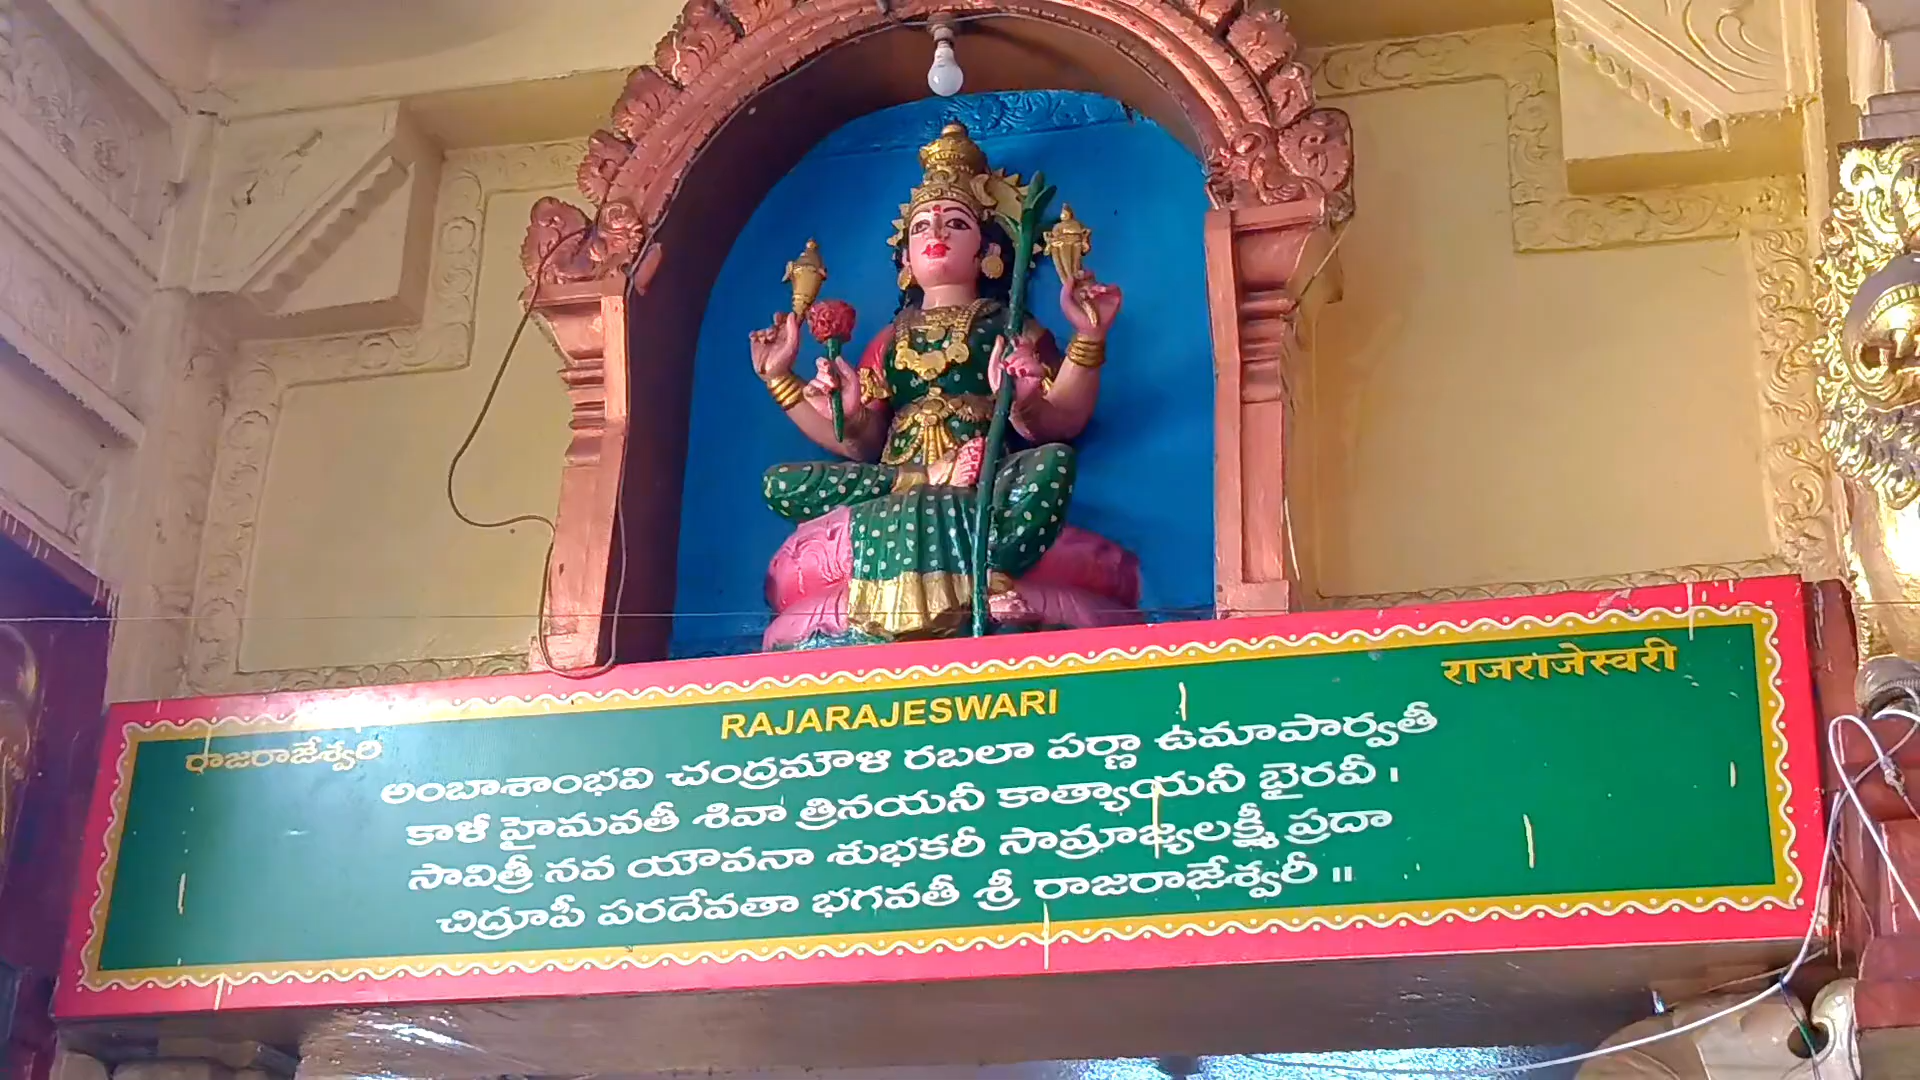 RAJARAJESWARI
राजराजेस्वरी
రాజరాజేశ్వరి
అంబాశాంభవి చంద్రమౌళి రబలా పర్ణా ఉమాపార్వతీ
కాళీ హైమవతీ శివా త్రినయనీ కాత్యాయనీ భైరవీ ।
సావిత్రీ నవ యౌవనా శుభకరీ సామ్రాజ్యలక్ష్మీ ప్రదా
చిద్రూపీ పరదేవతా భగవతీ శ్రీ రాజరాజేశ్వరీ ॥